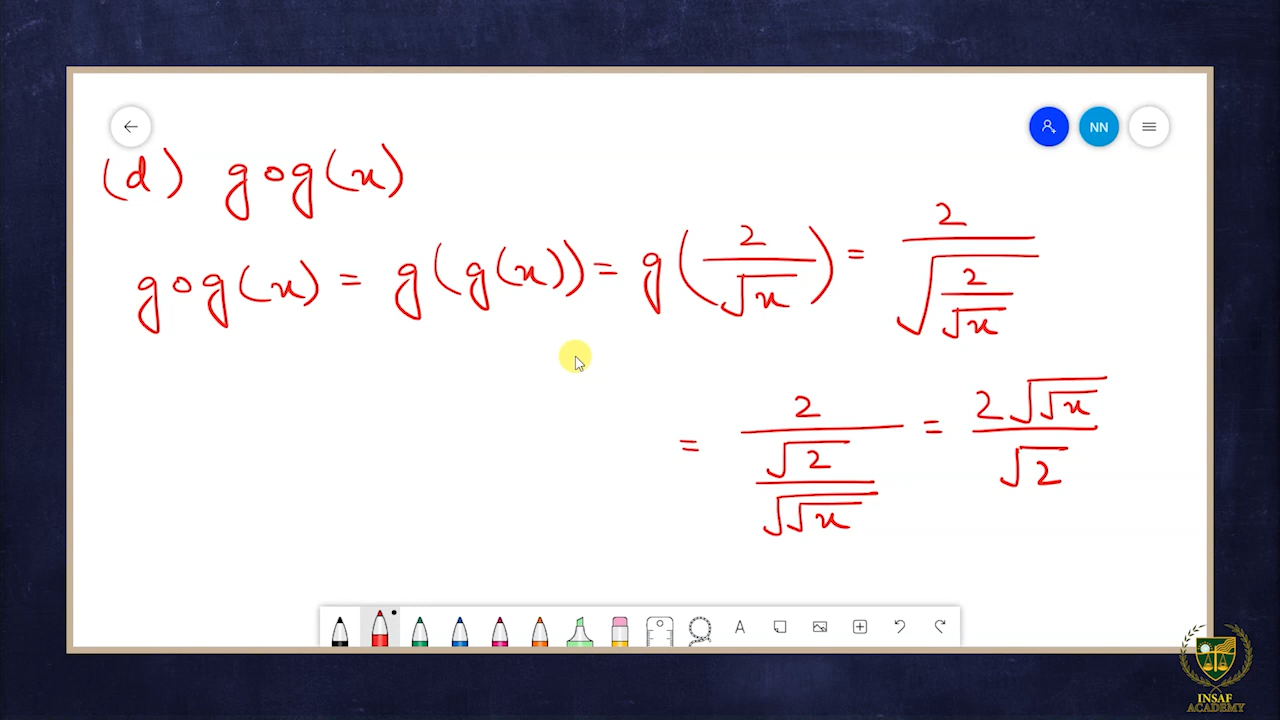 NN
(d) gog(x)
gog(x) = g(g(x)) = g(2/√x) = 2/√(2/√x)
= 2/(√2/√√x) = 2√√x/√2
A
INSAF
ACADEMY